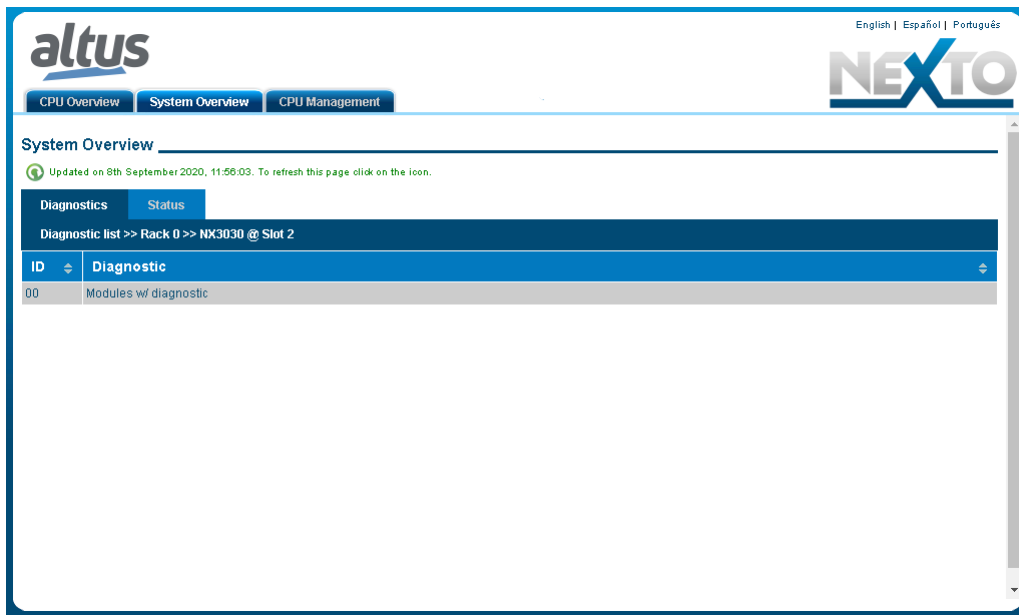 English | Español | Português
altus
NEXTO
CPU Overview System Overview CPU Management
System Overview
Updated on 8th September 2020, 11:56:03. To refresh this page click on the icon.
Diagnostics Status
Diagnostic list >> Rack 0 >> NX3030 @ Slot 2
ID Diagnostic
00 Modules w/ diagnostic